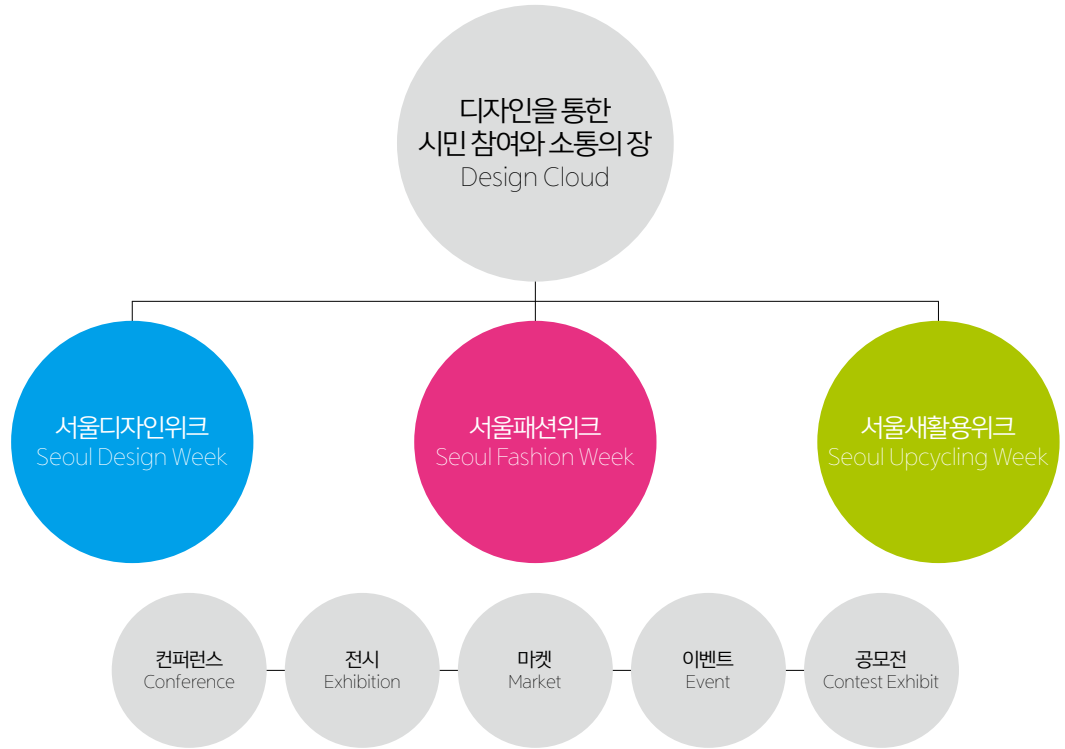 디자인을 통한
시민 참여와 소통의 장
Design Cloud
서울디자인위크
Seoul Design Week
서울패션위크
Seoul Fashion Week
서울새활용위크
Seoul Upcycling Week
컨퍼런스
Conference
전시
Exhibition
마켓
Market
이벤트
Event
공모전
Contest Exhibit